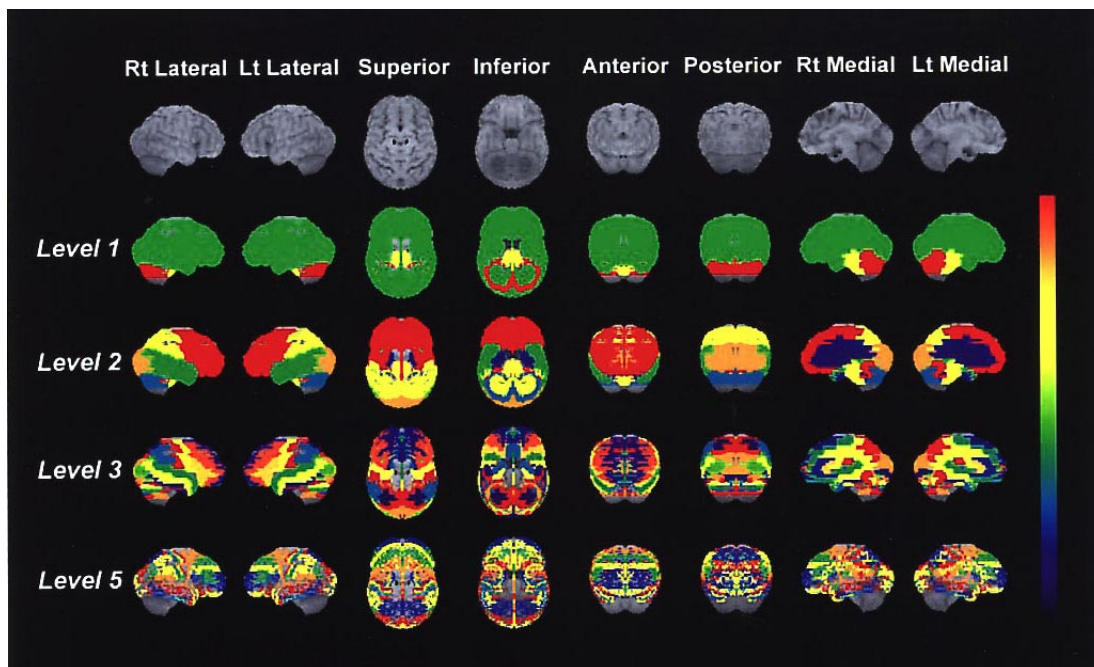 Rt Lateral Lt Lateral Superior Inferior Anterior Posterior Rt Medial Lt Medial
Level 1
Level 2
Level 3
Level 5